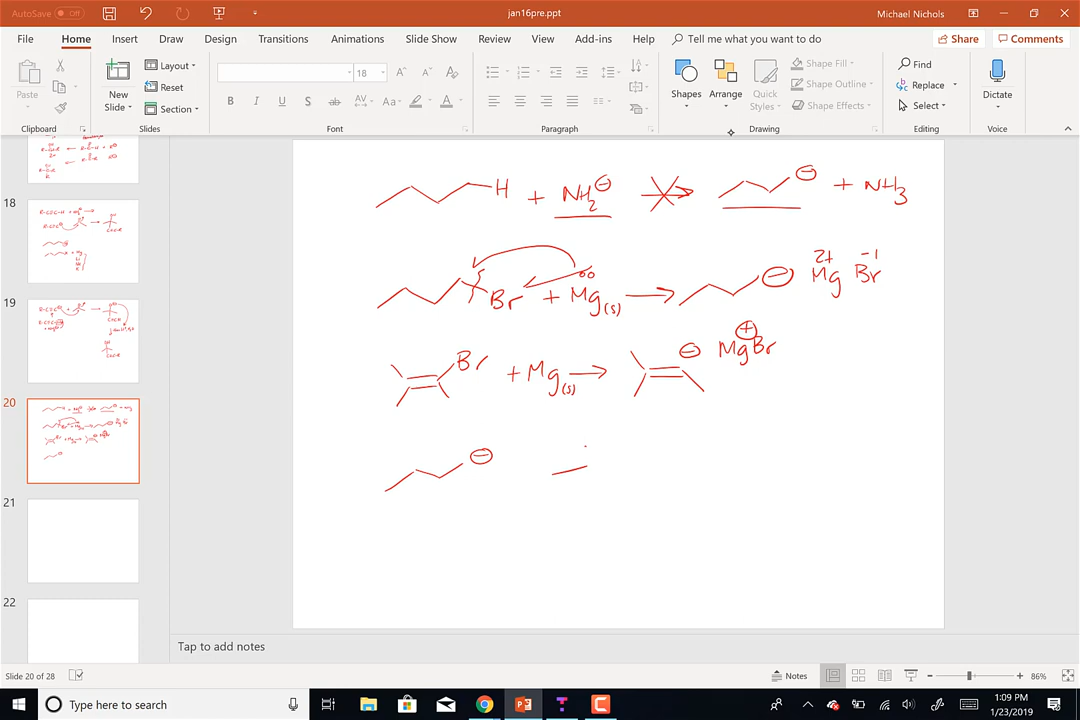 AutoSave Off
jan16pre.ppt
Michael Nichols
File Home Insert Draw Design Transitions Animations Slide Show Review View Add-ins Help Tell me what you want to do Share Comments
Paste
Clipboard
New Slide
Layout
Reset
Section
Slides
18
B I U S ab AV Aa A
Font
Paragraph
Shapes
Arrange
Quick Styles
Shape Fill
Shape Outline
Shape Effects
Drawing
Find
Replace
Select
Editing
Dictate
Voice
18
19
20
21
22
H + NH2⊖ ⊖ + NH3
Br + Mg(s) ⊖ 2+ Mg -1 Br
Br + Mg(s) ⊖ ⊕ MgBr
⊖
Tap to add notes
Slide 20 of 28
Notes
86%
Type here to search
1:09 PM
1/23/2019